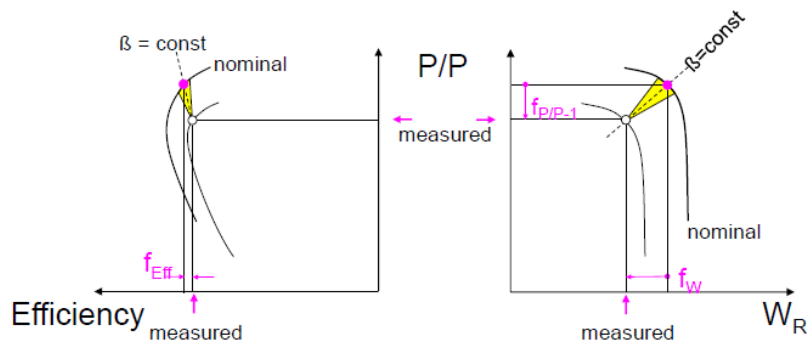 ß = const
nominal
P/P
ß=const
f_P/P-1
measured
nominal
f_Eff
f_W
Efficiency
measured
measured
W_R